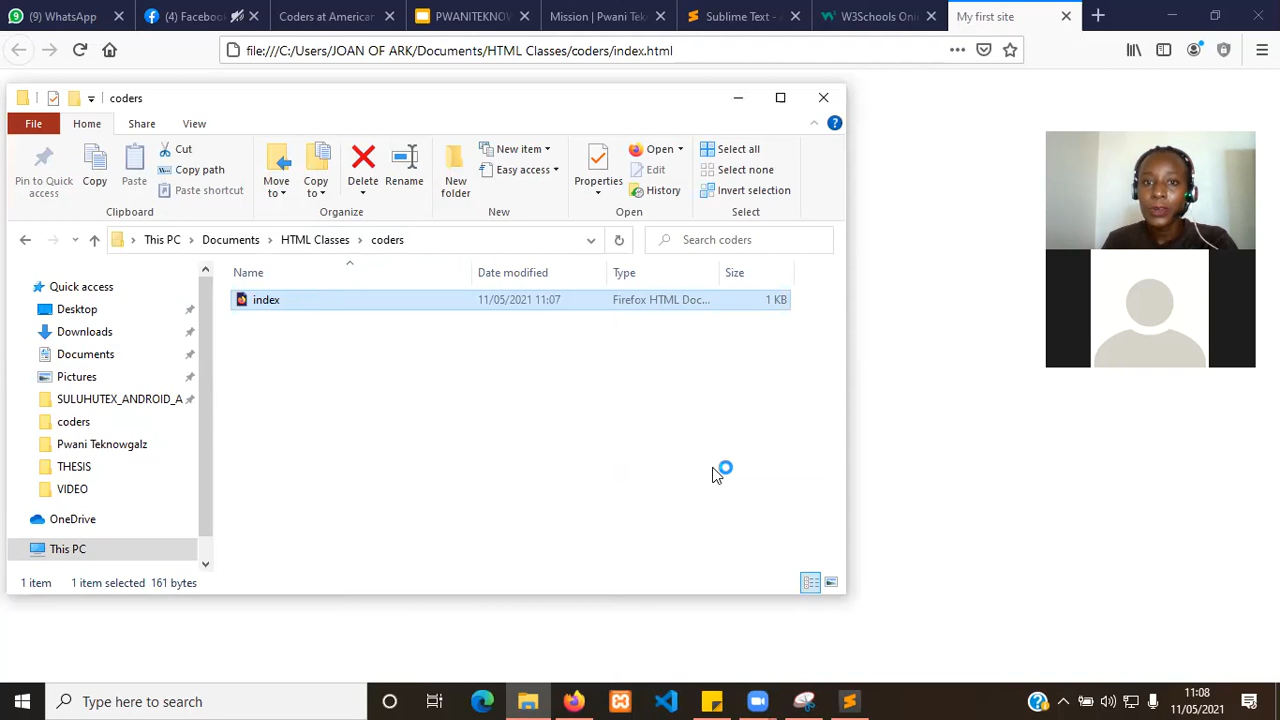 (9) WhatsApp
(4) Facebook
Coders at American
PWANITEKNOW
Mission | Pwani Teknow
Sublime Text -
W3Schools Onli
My first site
file:///C:/Users/JOAN OF ARK/Documents/HTML Classes/coders/index.html
coders
File
Home
Share
View
Pin to Quick access
Copy
Paste
Cut
Copy path
Paste shortcut
Move to
Copy to
Delete
Rename
New folder
New item
Easy access
Properties
Open
Edit
History
Select all
Select none
Invert selection
Clipboard
Organize
New
Open
Select
This PC > Documents > HTML Classes > coders
Search coders
Name
Date modified
Type
Size
index
11/05/2021 11:07
Firefox HTML Doc...
1 KB
Quick access
Desktop
Downloads
Documents
Pictures
SULUHUTEX_ANDROID_A
coders
Pwani Teknowgalz
THESIS
VIDEO
OneDrive
This PC
1 item
1 item selected 161 bytes
Type here to search
11:08
11/05/2021